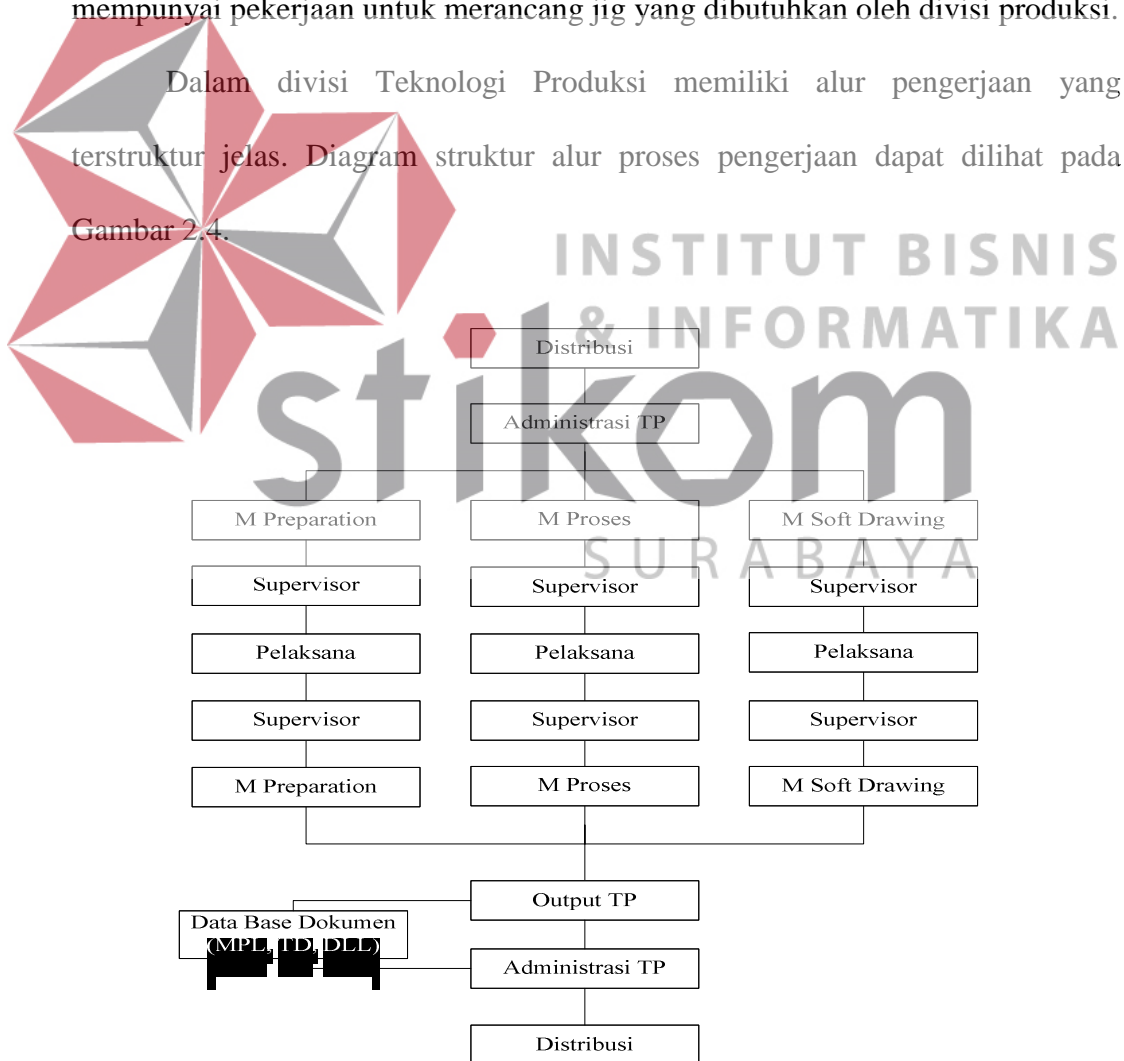 mempunyai pekerjaan untuk merancang jig yang dibutuhkan oleh divisi produksi.
Dalam divisi Teknologi Produksi memiliki alur pengerjaan yang
terstruktur jelas. Diagram struktur alur proses pengerjaan dapat dilihat pada
Gambar 2.4.
INSTITUT BISNIS
& INFORMATIKA
stikom
SURABAYA
Distribusi
Administrasi TP
M Preparation M Proses M Soft Drawing
Supervisor Supervisor Supervisor
Pelaksana Pelaksana Pelaksana
Supervisor Supervisor Supervisor
M Preparation M Proses M Soft Drawing
Output TP
Data Base Dokumen
(MPL, TD, DLL)
Administrasi TP
Distribusi